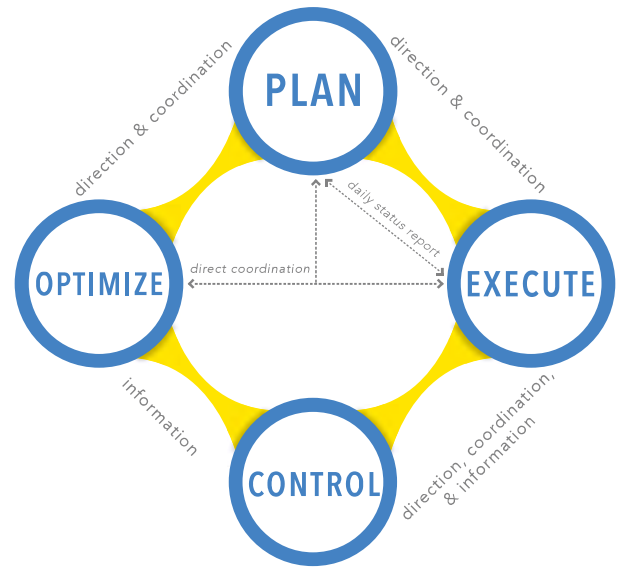 PLAN
direction & coordination
direction & coordination
daily status report
direct coordination
OPTIMIZE
EXECUTE
information
direction, coordination,
& information
CONTROL